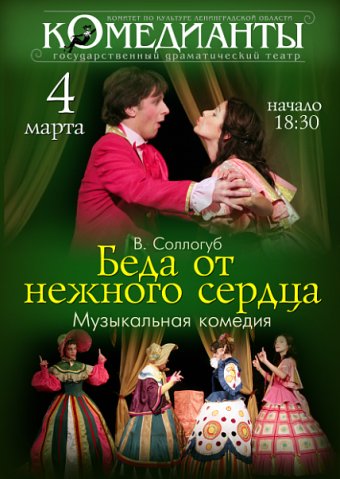 КОМИТЕТ ПО КУЛЬТУРЕ ЛЕНИНГРАДСКОЙ ОБЛАСТИ
КОМЕДИАНТЫ
ГОСУДАРСТВЕННЫЙ ДРАМАТИЧЕСКИЙ ТЕАТР
4
марта
начало
18:30
В. Соллогуб
Беда от
нежного сердца
Музыкальная комедия